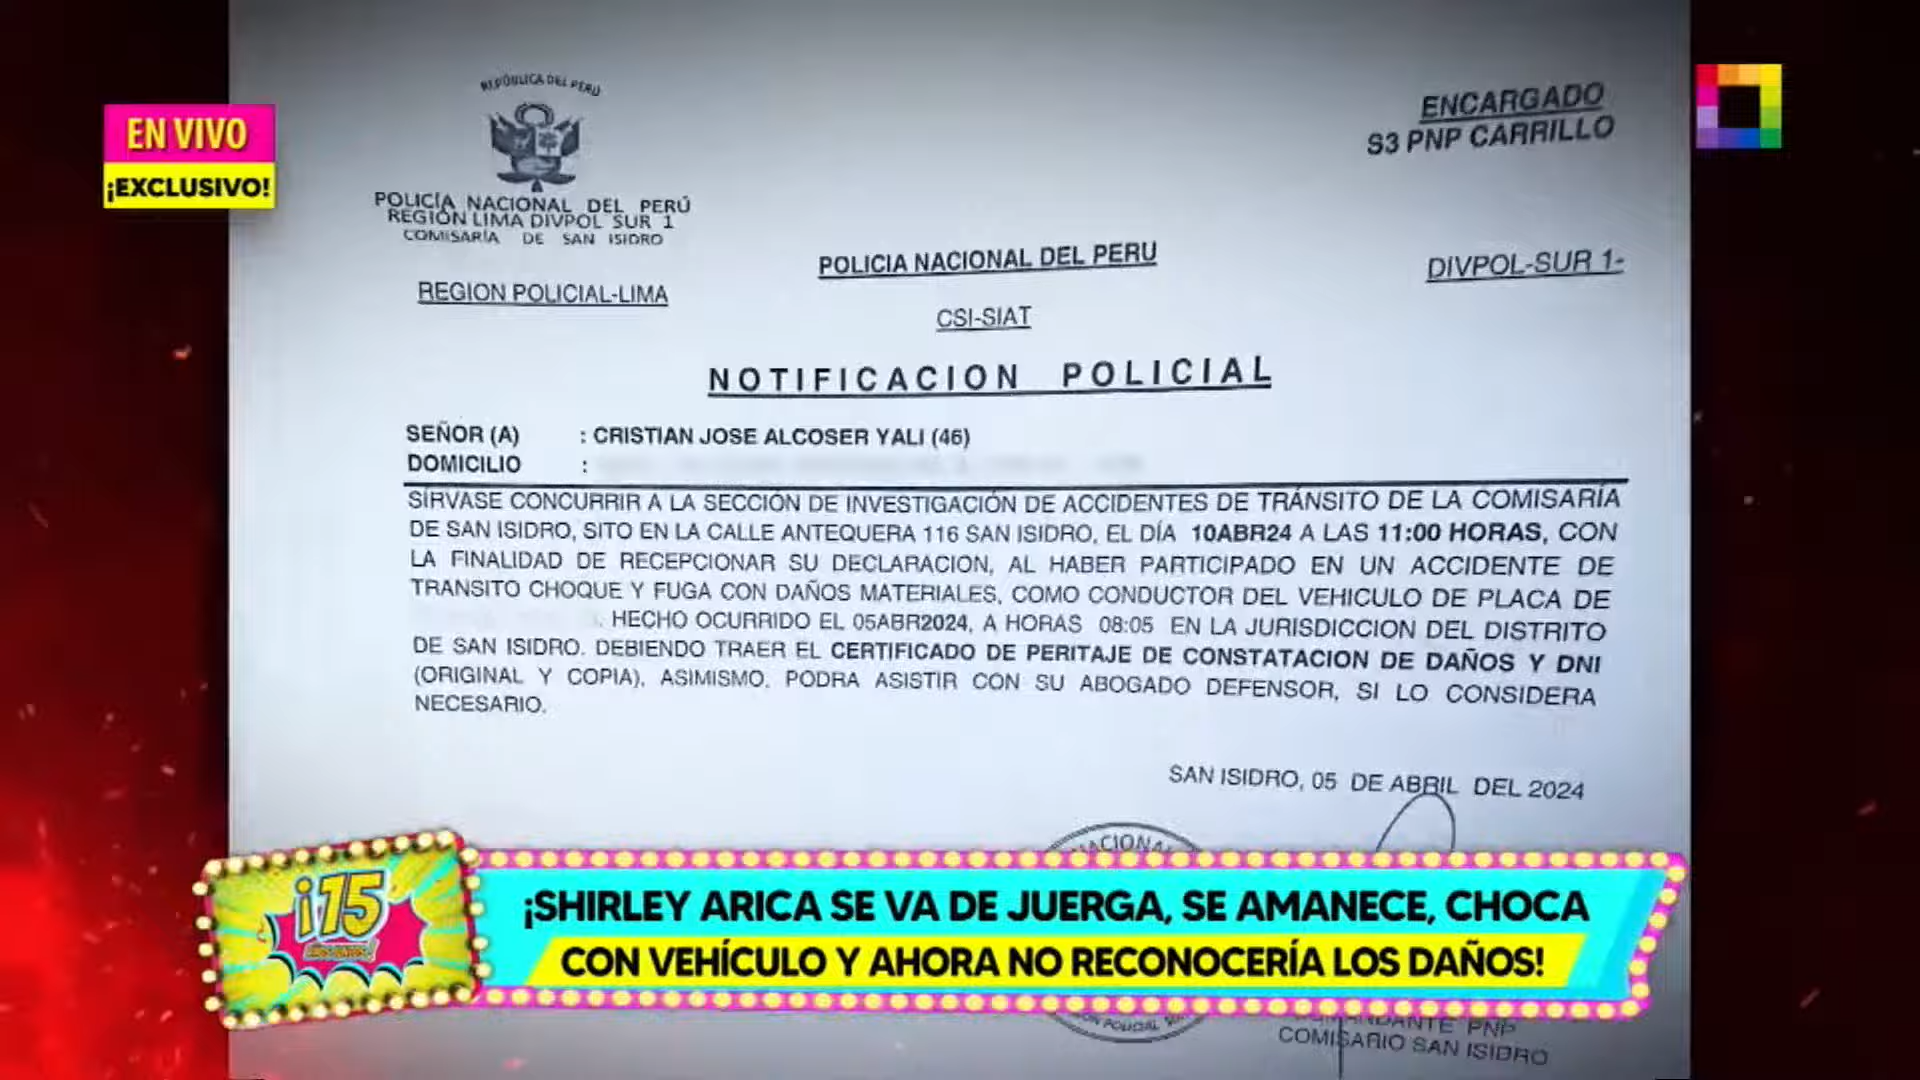 EN VIVO
¡EXCLUSIVO!
REPÚBLICA DEL PERÚ
POLICÍA NACIONAL DEL PERÚ
REGIÓN LIMA DIVPOL SUR 1
COMISARÍA DE SAN ISIDRO
ENCARGADO
S3 PNP CARRILLO
REGION POLICIAL-LIMA
POLICIA NACIONAL DEL PERU
DIVPOL-SUR 1-
CSI-SIAT
NOTIFICACION POLICIAL
SEÑOR (A) : CRISTIAN JOSE ALCOSER YALI (46)
DOMICILIO :
SÍRVASE CONCURRIR A LA SECCIÓN DE INVESTIGACIÓN DE ACCIDENTES DE TRÁNSITO DE LA COMISARÍA
DE SAN ISIDRO, SITO EN LA CALLE ANTEQUERA 116 SAN ISIDRO, EL DÍA 10ABR24 A LAS 11:00 HORAS, CON
LA FINALIDAD DE RECEPCIONAR SU DECLARACION, AL HABER PARTICIPADO EN UN ACCIDENTE DE
TRANSITO CHOQUE Y FUGA CON DAÑOS MATERIALES, COMO CONDUCTOR DEL VEHICULO DE PLACA DE
. HECHO OCURRIDO EL 05ABR2024, A HORAS 08:05 EN LA JURISDICCION DEL DISTRITO
DE SAN ISIDRO. DEBIENDO TRAER EL CERTIFICADO DE PERITAJE DE CONSTATACION DE DAÑOS Y DNI
(ORIGINAL Y COPIA), ASIMISMO, PODRA ASISTIR CON SU ABOGADO DEFENSOR, SI LO CONSIDERA
NECESARIO.
SAN ISIDRO, 05 DE ABRIL DEL 2024
NACIONAL
¡15
¡SHIRLEY ARICA SE VA DE JUERGA, SE AMANECE, CHOCA
CON VEHÍCULO Y AHORA NO RECONOCERÍA LOS DAÑOS!
POLICIAL
PNP
COMISARIO SAN ISIDRO